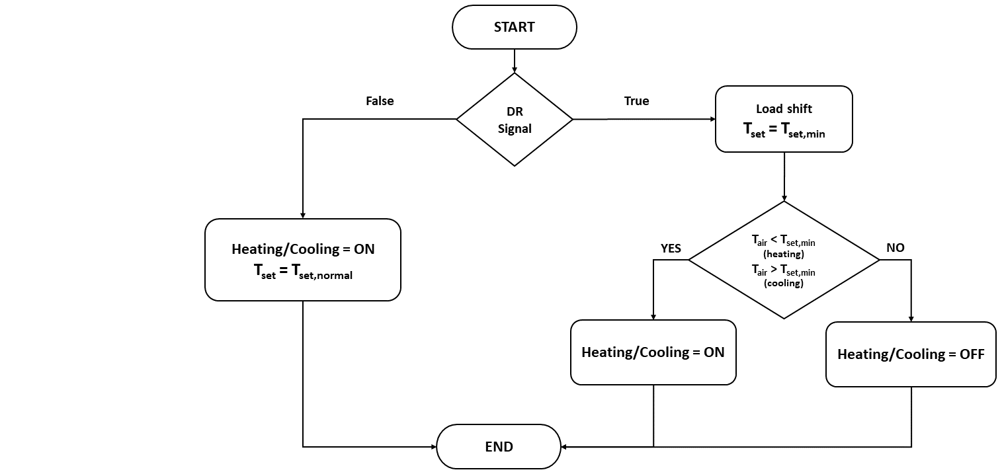 START
False
DR
Signal
True
Load shift
Tset = Tset,min
Heating/Cooling = ON
Tset = Tset,normal
YES
Tair < Tset,min
(heating)
Tair > Tset,min
(cooling)
NO
Heating/Cooling = ON
Heating/Cooling = OFF
END